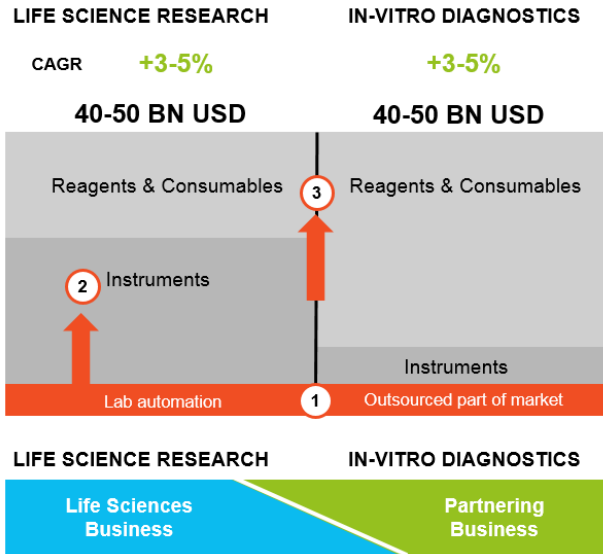 LIFE SCIENCE RESEARCH
IN-VITRO DIAGNOSTICS
CAGR
+3-5%
+3-5%
40-50 BN USD
40-50 BN USD
Reagents & Consumables
3
Reagents & Consumables
2
Instruments
Instruments
Lab automation
1
Outsourced part of market
LIFE SCIENCE RESEARCH
IN-VITRO DIAGNOSTICS
Life Sciences
Business
Partnering
Business